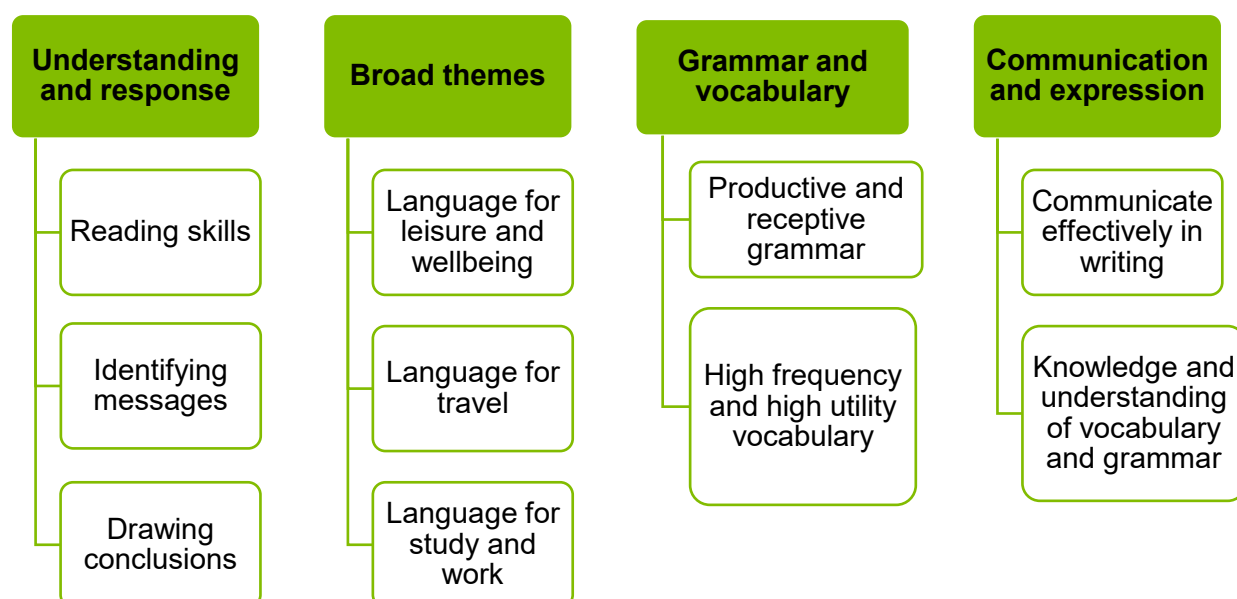 Understanding
and response
Reading skills
Identifying
messages
Drawing
conclusions
Broad themes
Language for
leisure and
wellbeing
Language for
travel
Language for
study and
work
Grammar and
vocabulary
Productive and
receptive
grammar
High frequency
and high utility
vocabulary
Communication
and expression
Communicate
effectively in
writing
Knowledge and
understanding
of vocabulary
and grammar